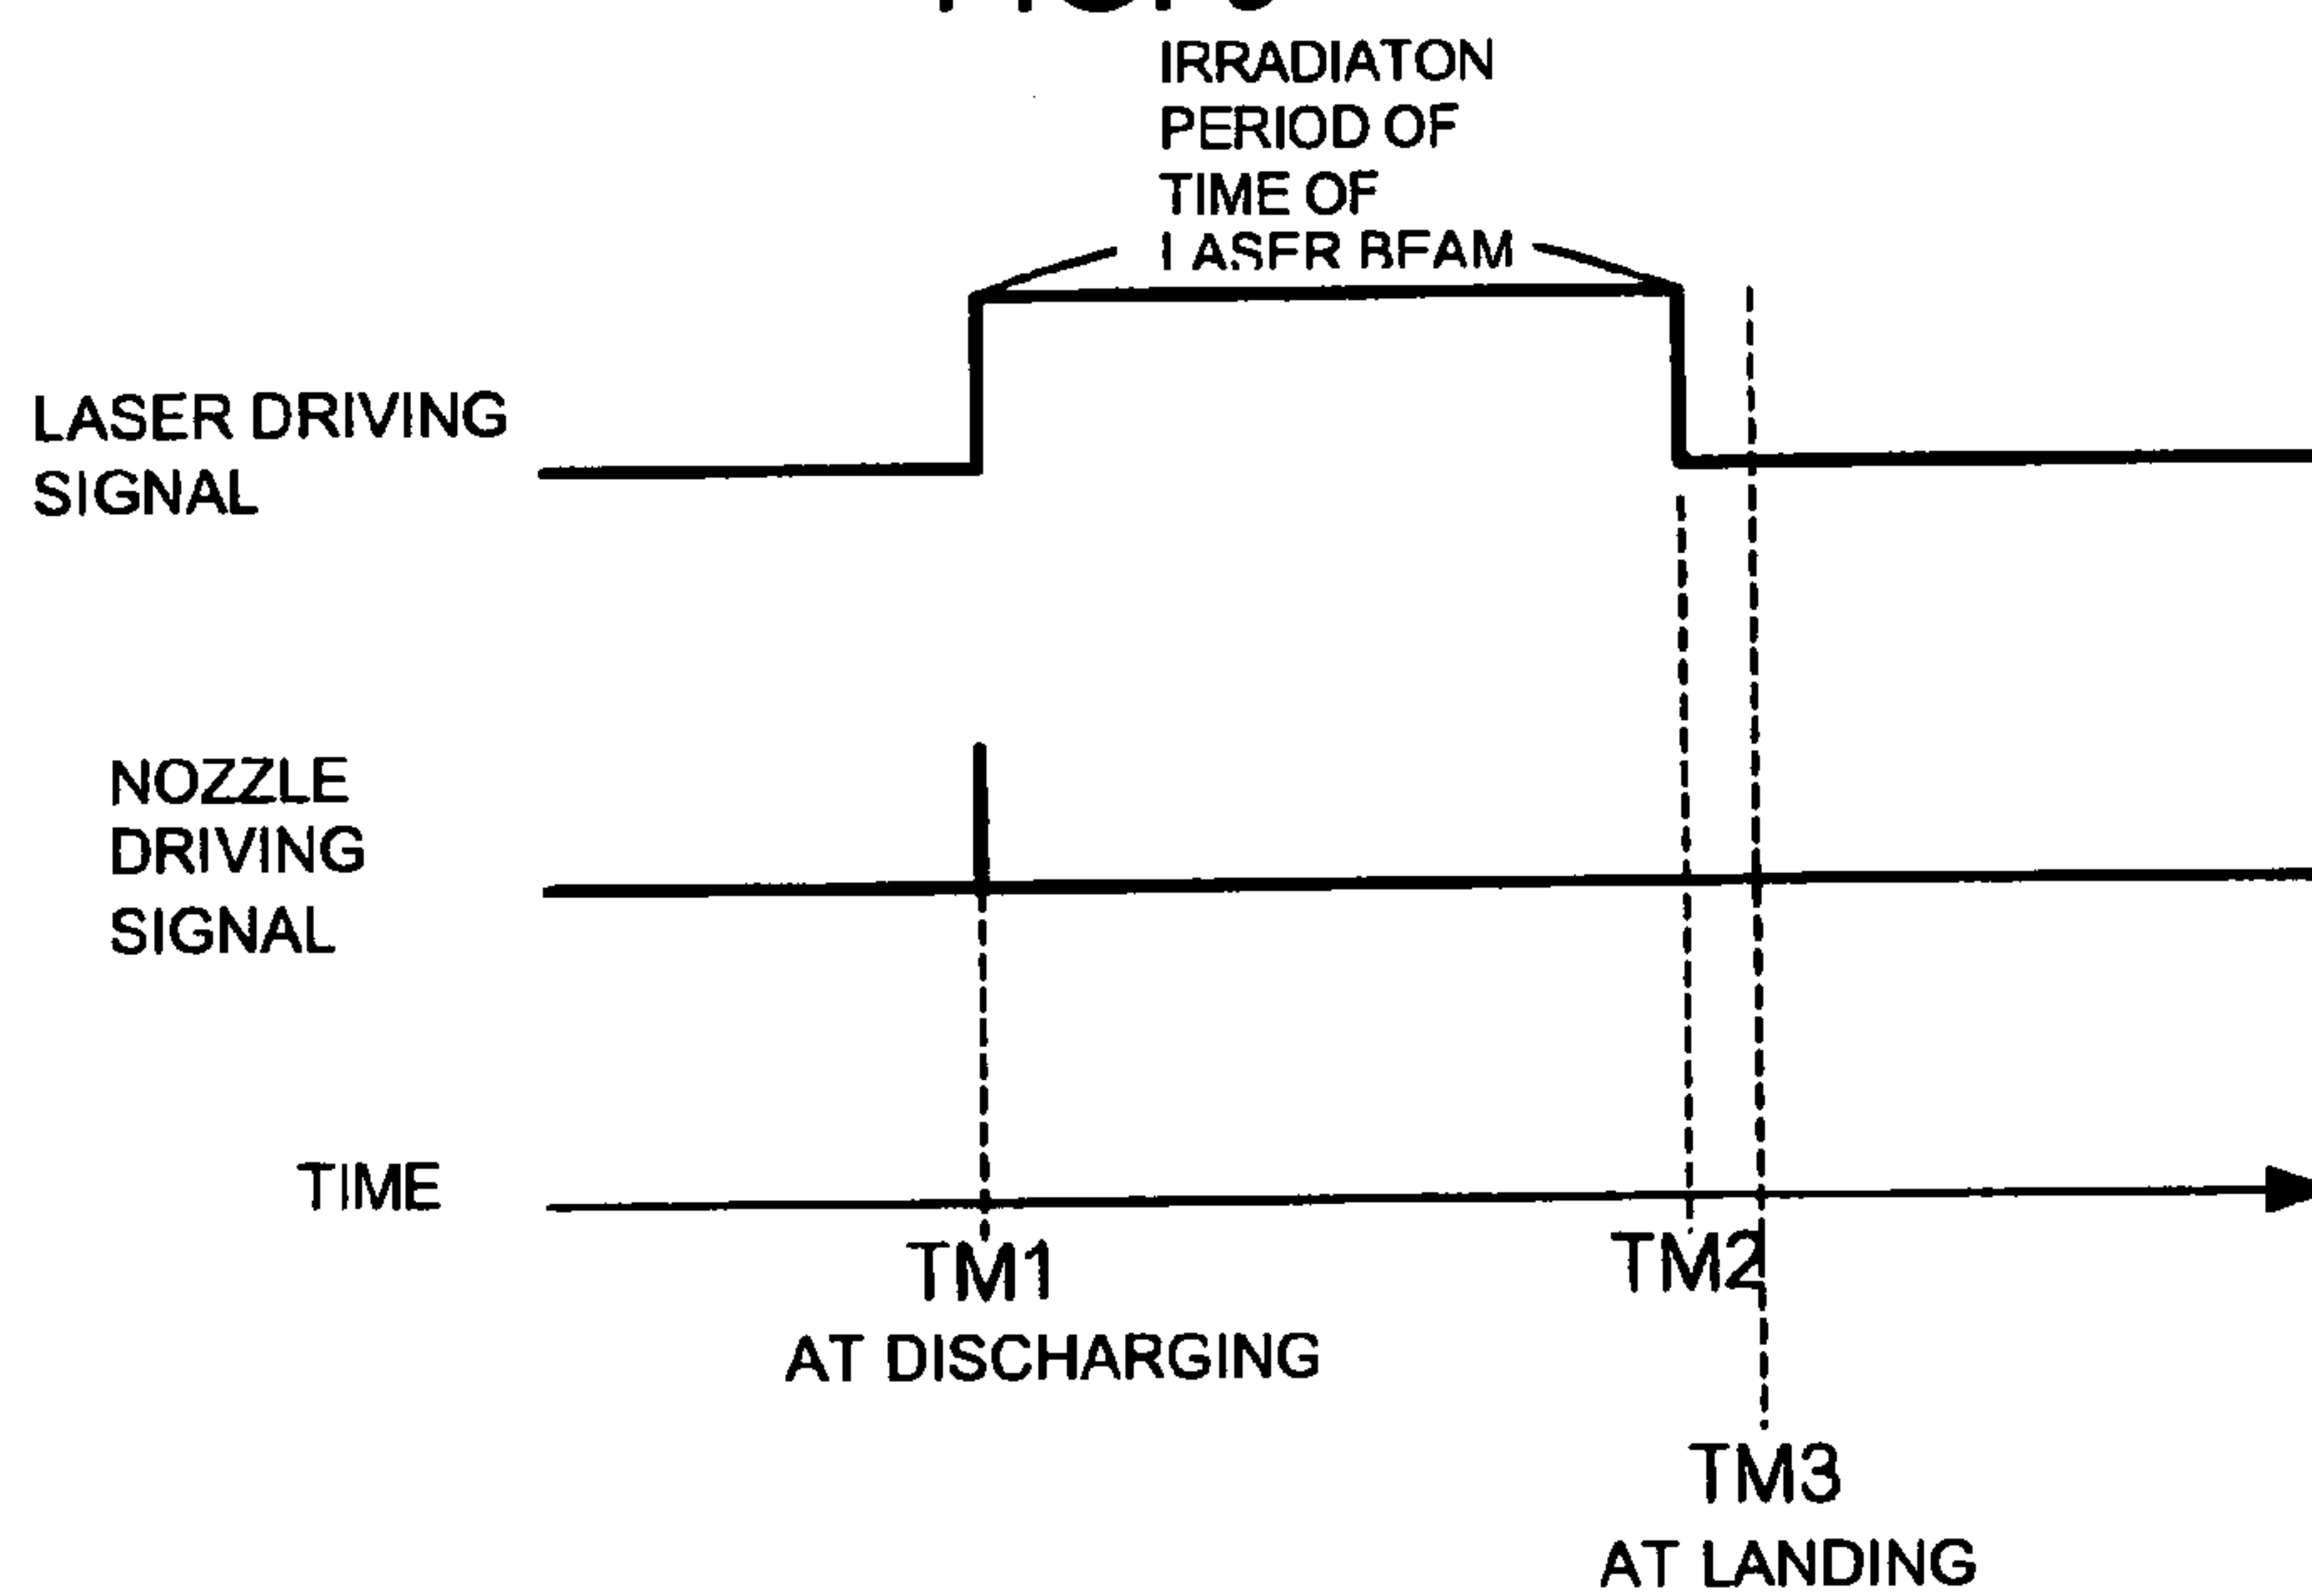 IRRADIATON
PERIOD OF
TIME OF
LASER BEAM
LASER DRIVING
SIGNAL
NOZZLE
DRIVING
SIGNAL
TIME
TM1
AT DISCHARGING
TM2
TM3
AT LANDING